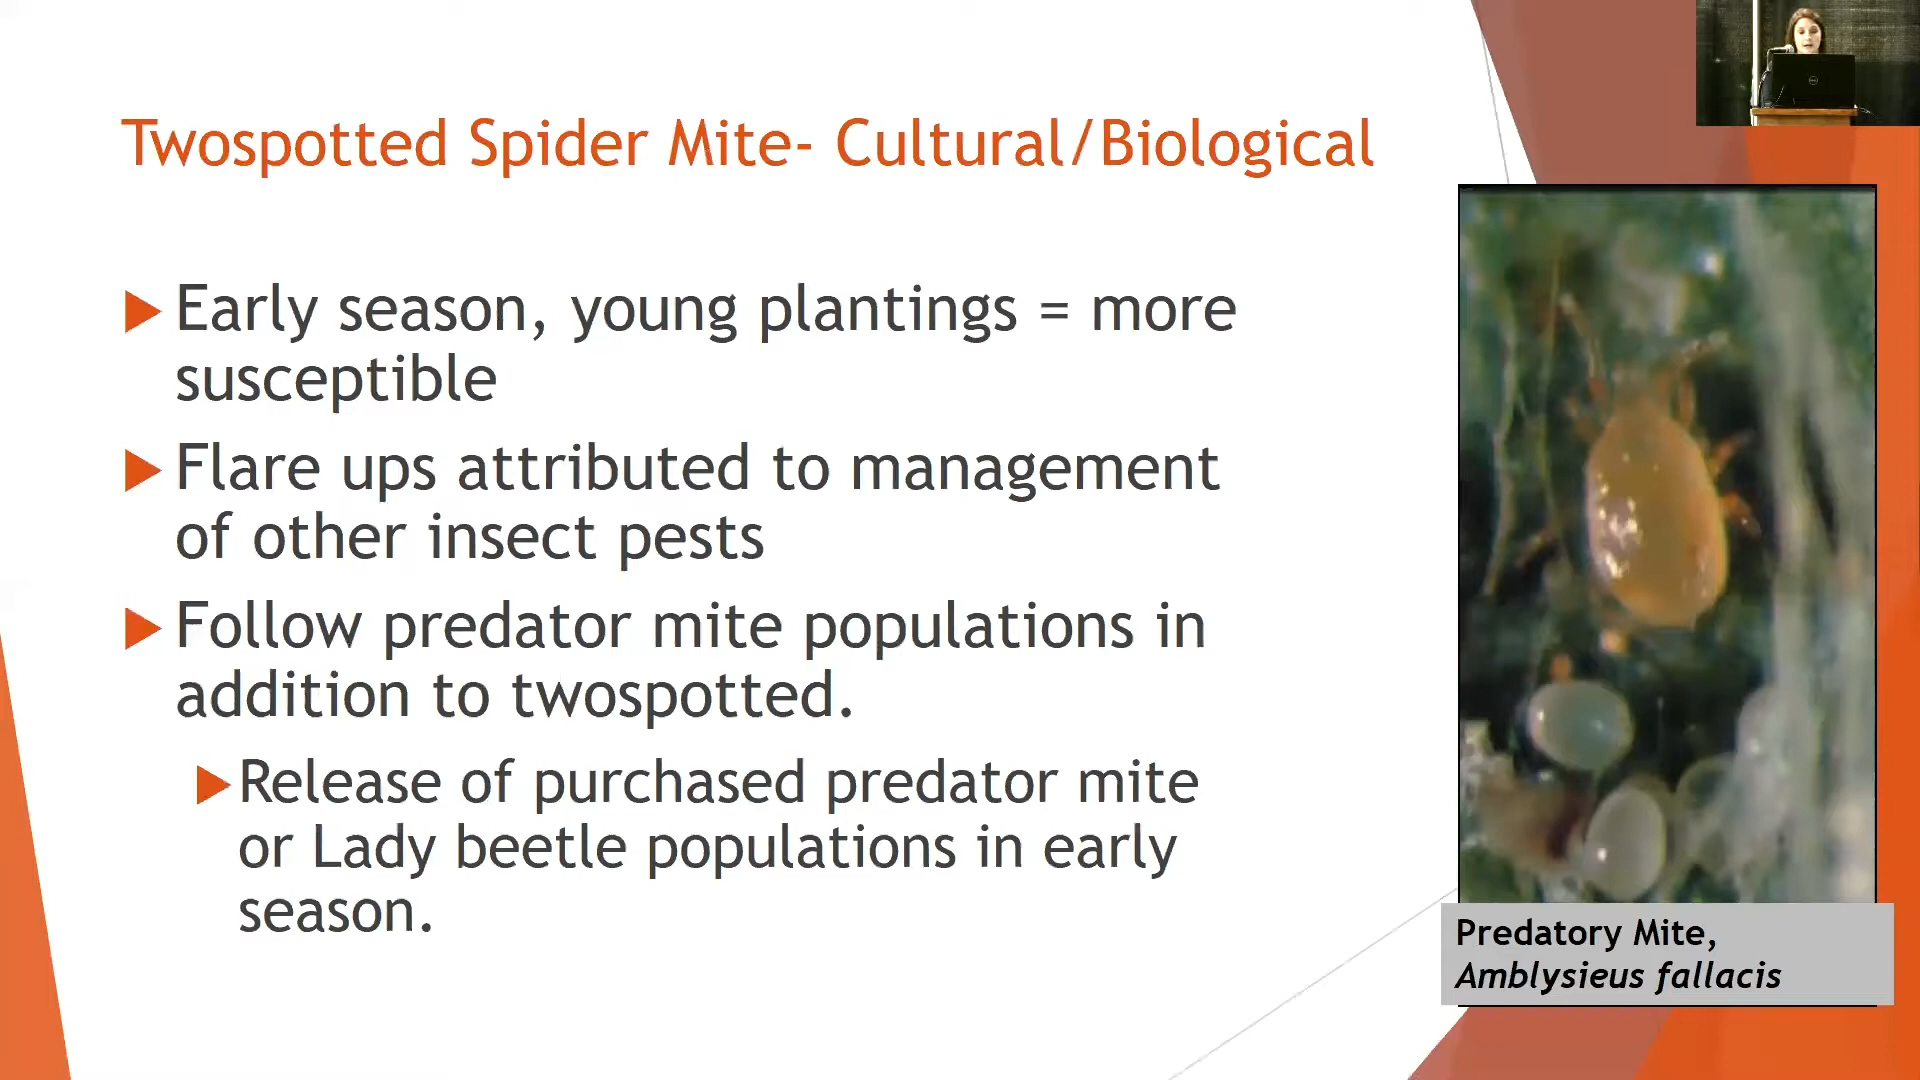 Twospotted Spider Mite- Cultural/Biological
Early season, young plantings = more
susceptible
Flare ups attributed to management
of other insect pests
Follow predator mite populations in
addition to twospotted.
Release of purchased predator mite
or Lady beetle populations in early
season.
Predatory Mite,
Amblysieus fallacis